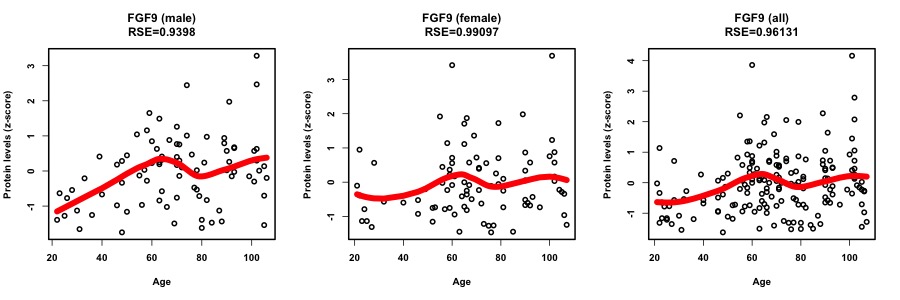 FGF9 (male)
RSE=0.9398
Protein levels (z-score)
3
2
1
0
-1
20 40 60 80 100
Age
FGF9 (female)
RSE=0.99097
Protein levels (z-score)
3
2
1
0
-1
20 40 60 80 100
Age
FGF9 (all)
RSE=0.96131
Protein levels (z-score)
4
3
2
1
0
-1
20 40 60 80 100
Age